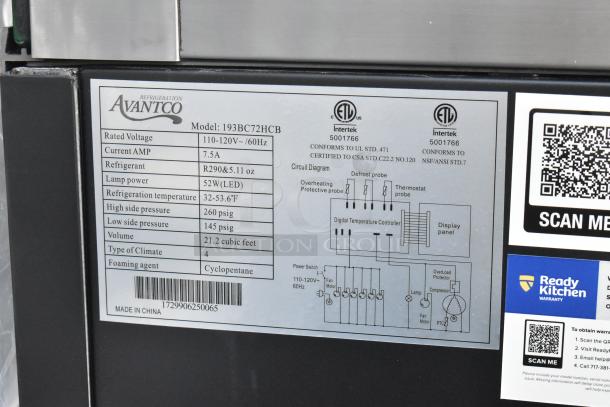 REFRIGERATION
AVANTCO
Model: 193BC72HCB
Rated Voltage 110-120V~ /60Hz
Current AMP 7.5A
Refrigerant R290&5.11 oz
Lamp power 52W(LED)
Refrigeration temperature 32-53.6°F
High side pressure 260 psig
Low side pressure 145 psig
Volume 21.2 cubic feet
Type of Climate 4
Foaming agent Cyclopentane
1729906250065
MADE IN CHINA
ETL
Intertek
5001766
CONFORMS TO UL STD. 471
CERTIFIED TO CSA STD.C22.2 NO.120
ETL
Intertek
5001766
CONFORMS TO
NSF/ANSI STD.7
Circuit Diagram
Defrost probe
Overheating
Protective probe
Thermostat
probe
Digital Temperature Controller
Display
panel
Power Switch
110-120V~
60Hz
Fan
Motor
Lamp
Fan
Motor
Overload
Protector
Compressor
PTC
AUCTION GROUP
SCAN ME
Ready
Kitchen
WARRANTY
SCAN ME
To obtain warra
1. Scan the QR
2. Visit Ready
3. Email help@
4. Call 717-381-